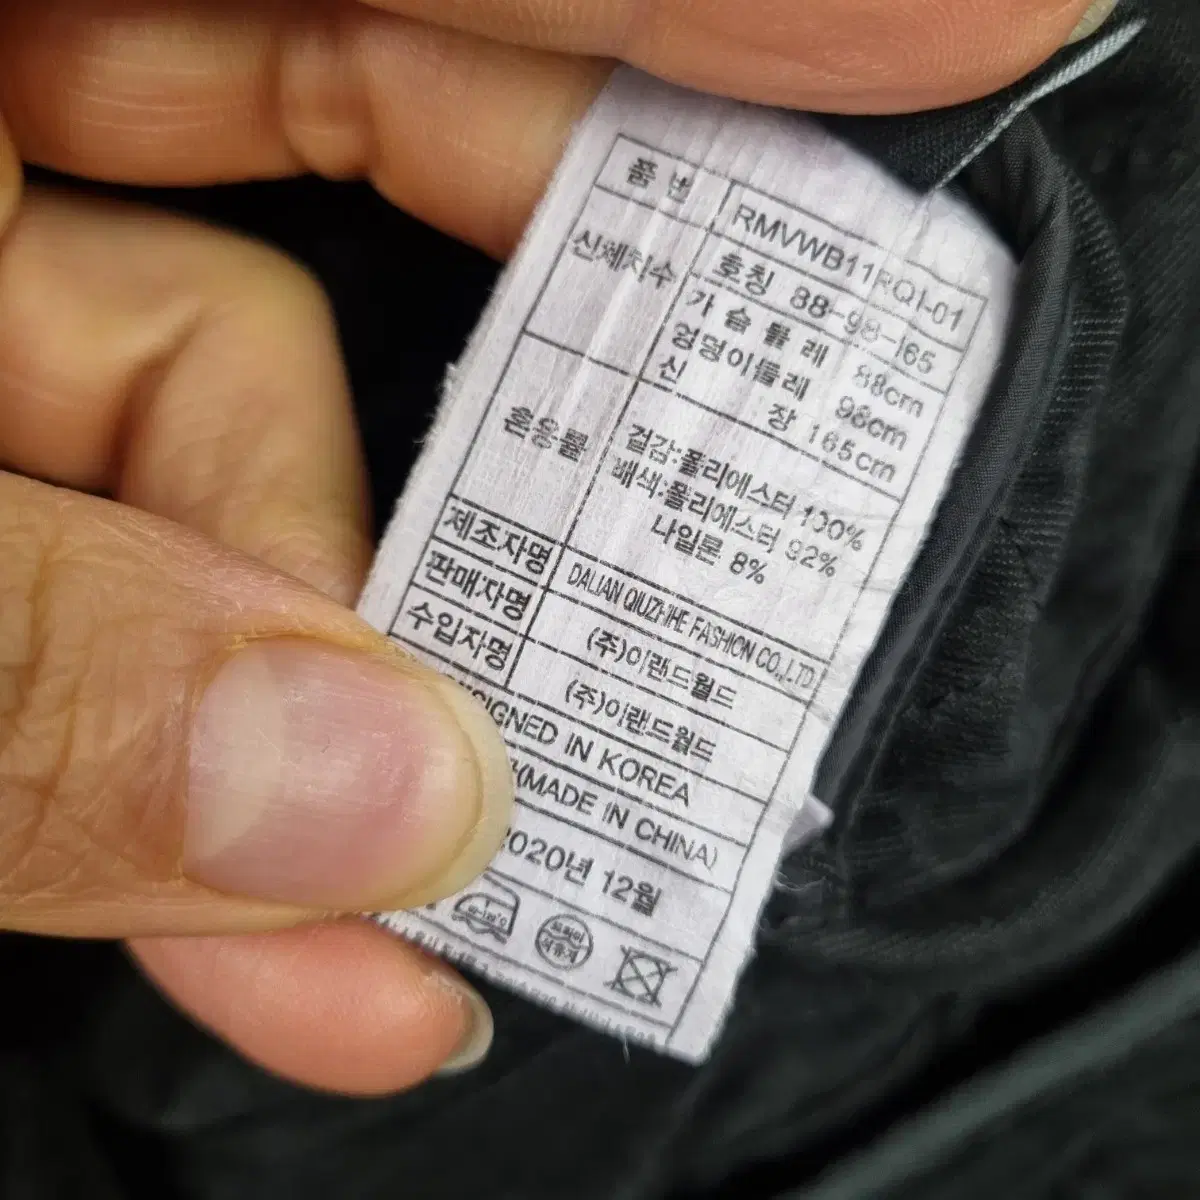 품 번 RMVWB11RQI-01
신체치수 호칭 88-98-165
가슴둘레 88cm
엉덩이둘레 98cm
신 장 165cm
혼용률 겉감:폴리에스터 100%
배색:폴리에스터 92%
나일론 8%
제조자명 DALIAN QIUZHIHE FASHION CO.,LTD
판매자명 (주)이랜드월드
수입자명 (주)이랜드월드
DESIGNED IN KOREA
(MADE IN CHINA)
2020년 12월